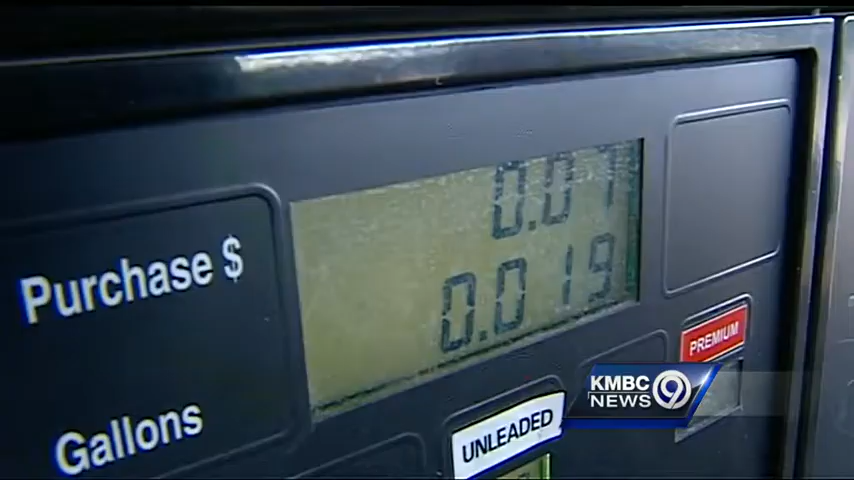 Purchase $
0.07
0.019
Gallons
PREMIUM
UNLEADED
KMBC 9
NEWS